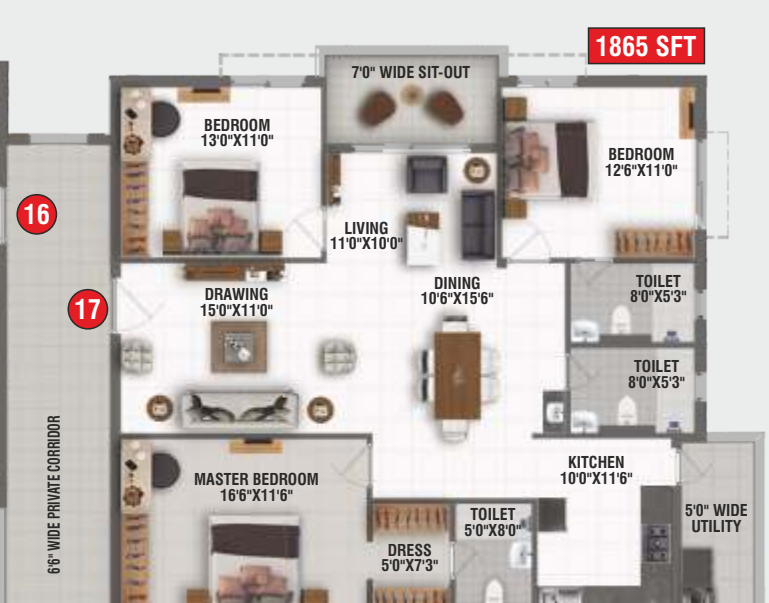 1865 SFT
7'0" WIDE SIT-OUT
BEDROOM
13'0"X11'0"
BEDROOM
12'6"X11'0"
16
LIVING
11'0"X10'0"
17
DRAWING
15'0"X11'0"
DINING
10'6"X15'6"
TOILET
8'0"X5'3"
TOILET
8'0"X5'3"
6'6" WIDE PRIVATE CORRIDOR
MASTER BEDROOM
16'6"X11'6"
KITCHEN
10'0"X11'6"
TOILET
5'0"X8'0"
5'0" WIDE
UTILITY
DRESS
5'0"X7'3"